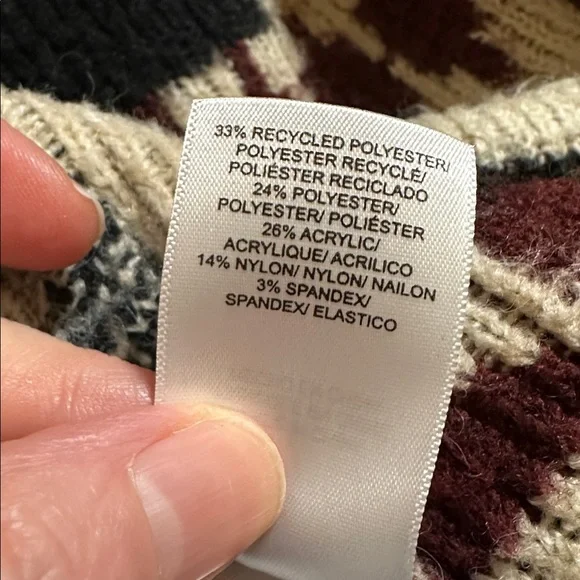 33% RECYCLED POLYESTER/
POLYESTER RECYCLÉ/
POLIÉSTER RECICLADO
24% POLYESTER/
POLYESTER/ POLIÉSTER
26% ACRYLIC/
ACRYLIQUE/ ACRILICO
14% NYLON/ NYLON/ NAILON
3% SPANDEX/
SPANDEX/ ELASTICO